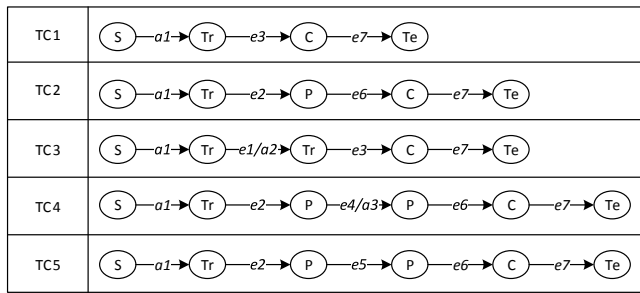 TC1 S a1 Tr e3 C e7 Te
TC2 S a1 Tr e2 P e6 C e7 Te
TC3 S a1 Tr e1/a2 Tr e3 C e7 Te
TC4 S a1 Tr e2 P e4/a3 P e6 C e7 Te
TC5 S a1 Tr e2 P e5 P e6 C e7 Te